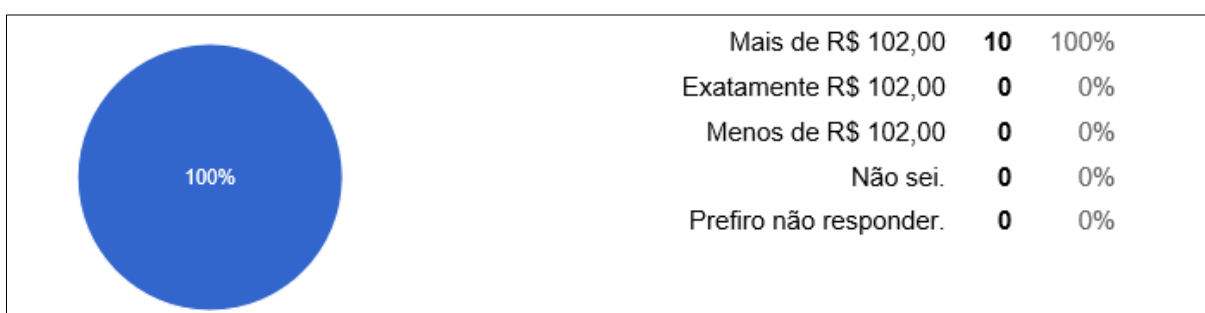 100%
Mais de R$ 102,00 10 100%
Exatamente R$ 102,00 0 0%
Menos de R$ 102,00 0 0%
Não sei. 0 0%
Prefiro não responder. 0 0%